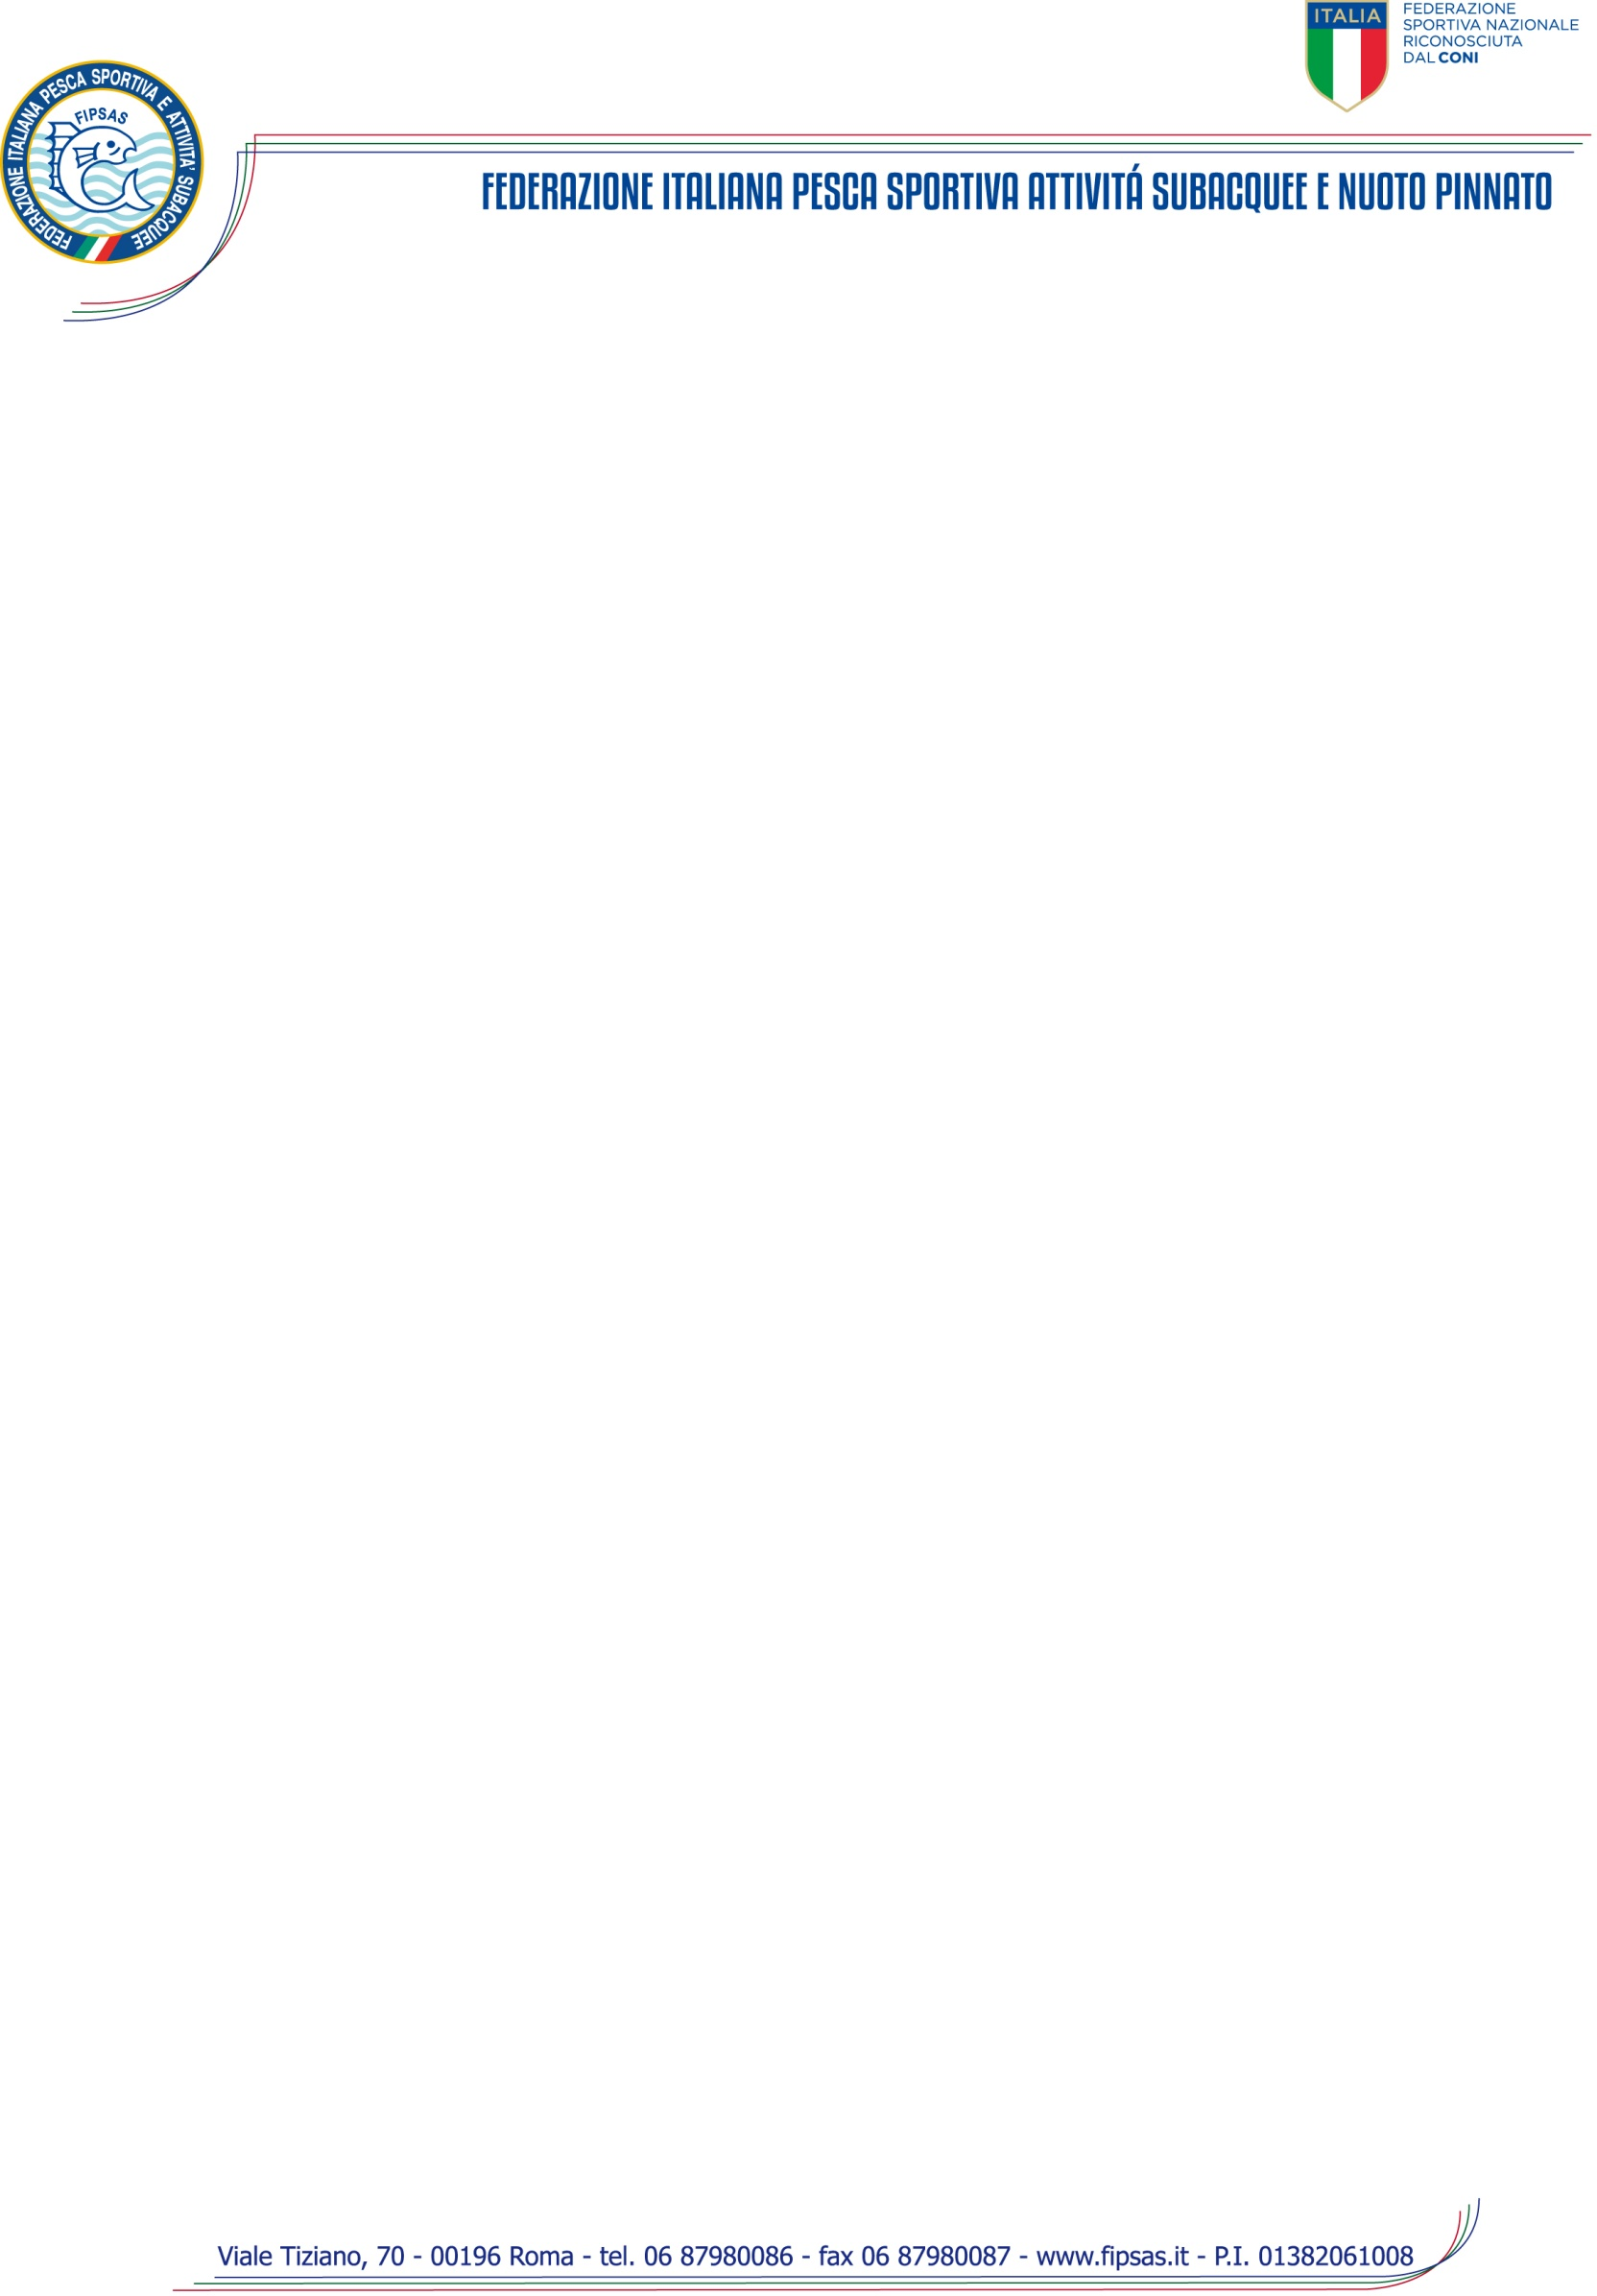 ITALIA
FEDERAZIONE
SPORTIVA NAZIONALE
RICONOSCIUTA
DAL CONI
FEDERAZIONE ITALIANA PESCA SPORTIVA E ATTIVITA' SUBACQUEE
FIPSAS
FEDERAZIONE ITALIANA PESCA SPORTIVA ATTIVITÁ SUBACQUEE E NUOTO PINNATO
Viale Tiziano, 70 - 00196 Roma - tel. 06 87980086 - fax 06 87980087 - www.fipsas.it - P.I. 01382061008